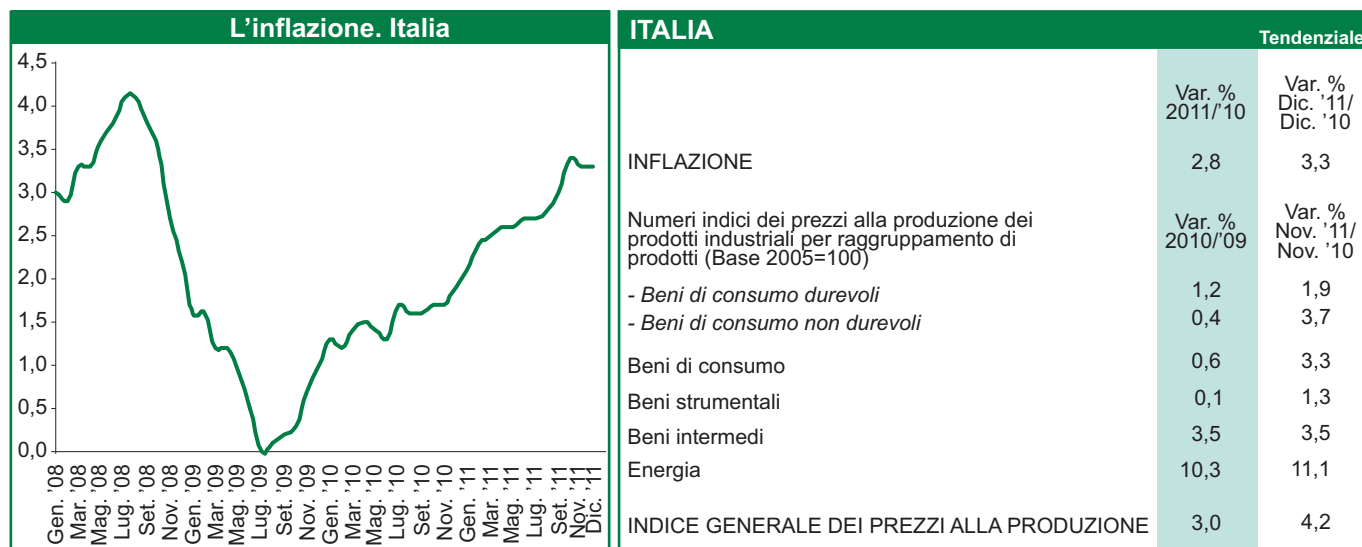 L'inflazione. Italia
4,5
4,0
3,5
3,0
2,5
2,0
1,5
1,0
0,5
0,0
Gen. '08
Mar. '08
Mag. '08
Lug. '08
Set. '08
Nov. '08
Gen. '09
Mar. '09
Mag. '09
Lug. '09
Set. '09
Nov. '09
Gen. '10
Mar. '10
Mag. '10
Lug. '10
Set. '10
Nov. '10
Gen. '11
Mar. '11
Mag. '11
Lug. '11
Set. '11
Nov. '11
Dic. '11
ITALIA
Tendenziale
Var. %
2011/'10
Var. %
Dic. '11/
Dic. '10
INFLAZIONE 2,8 3,3
Numeri indici dei prezzi alla produzione dei
prodotti industriali per raggruppamento di
prodotti (Base 2005=100)
Var. %
2010/'09
Var. %
Nov. '11/
Nov. '10
- Beni di consumo durevoli 1,2 1,9
- Beni di consumo non durevoli 0,4 3,7
Beni di consumo 0,6 3,3
Beni strumentali 0,1 1,3
Beni intermedi 3,5 3,5
Energia 10,3 11,1
INDICE GENERALE DEI PREZZI ALLA PRODUZIONE 3,0 4,2